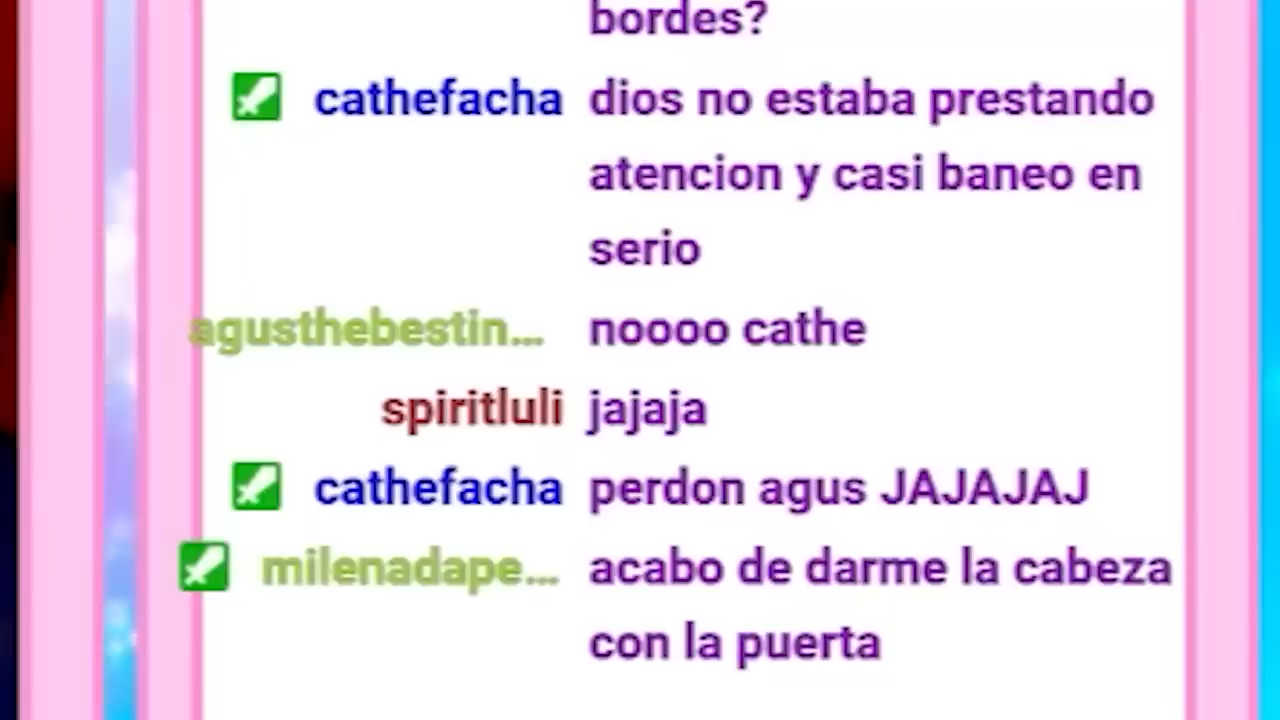 bordes?
cathefacha dios no estaba prestando
atencion y casi baneo en
serio
agusthebestin... noooo cathe
spiritluli jajaja
cathefacha perdon agus JAJAJAJ
milenadape... acabo de darme la cabeza
con la puerta